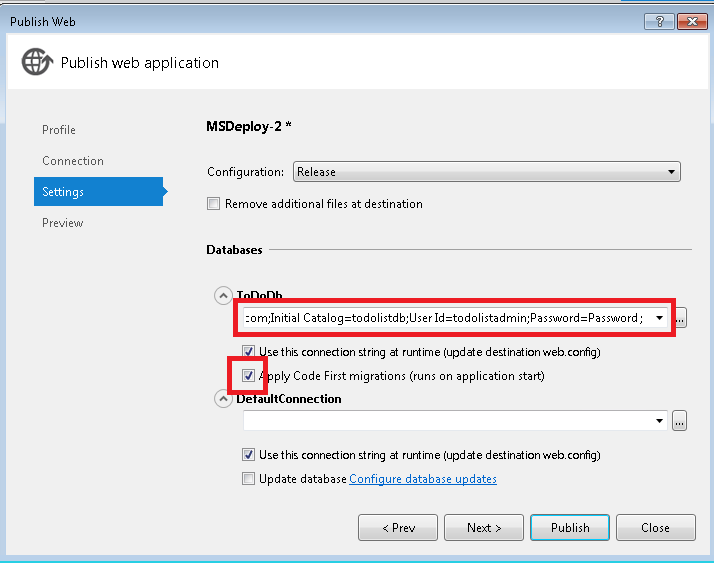 Publish Web
?
Publish web application
Profile
Connection
Settings
Preview
MSDeploy-2 *
Configuration: Release
Remove additional files at destination
Databases
ToDoDb
com;Initial Catalog=todolistdb;User Id=todolistadmin;Password=Password; ...
Use this connection string at runtime (update destination web.config)
Apply Code First migrations (runs on application start)
DefaultConnection
...
Use this connection string at runtime (update destination web.config)
Update database Configure database updates
< Prev Next > Publish Close